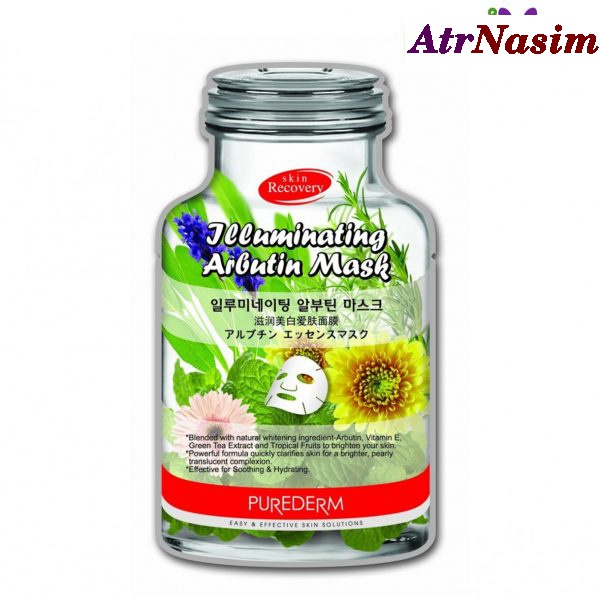 AtrNasim
skin
Recovery
Illuminating
Arbutin Mask
일루미네이팅 알부틴 마스크
滋润美白爱肤面膜
アルブチン エッセンスマスク
*Blended with natural whitening ingredient-Arbutin, Vitamin E,
Green Tea Extract and Tropical Fruits to brighten your skin.
*Powerful formula quickly clarifies skin for a brighter, pearly
translucent complexion.
*Effective for Soothing & Hydrating.
PUREDERM
EASY & EFFECTIVE SKIN SOLUTIONS